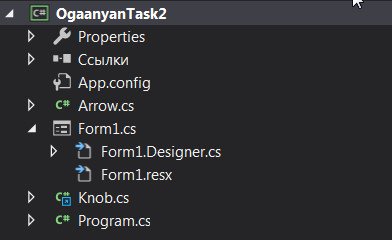 OgaanyanTask2
Properties
Ссылки
App.config
Arrow.cs
Form1.cs
Form1.Designer.cs
Form1.resx
Knob.cs
Program.cs